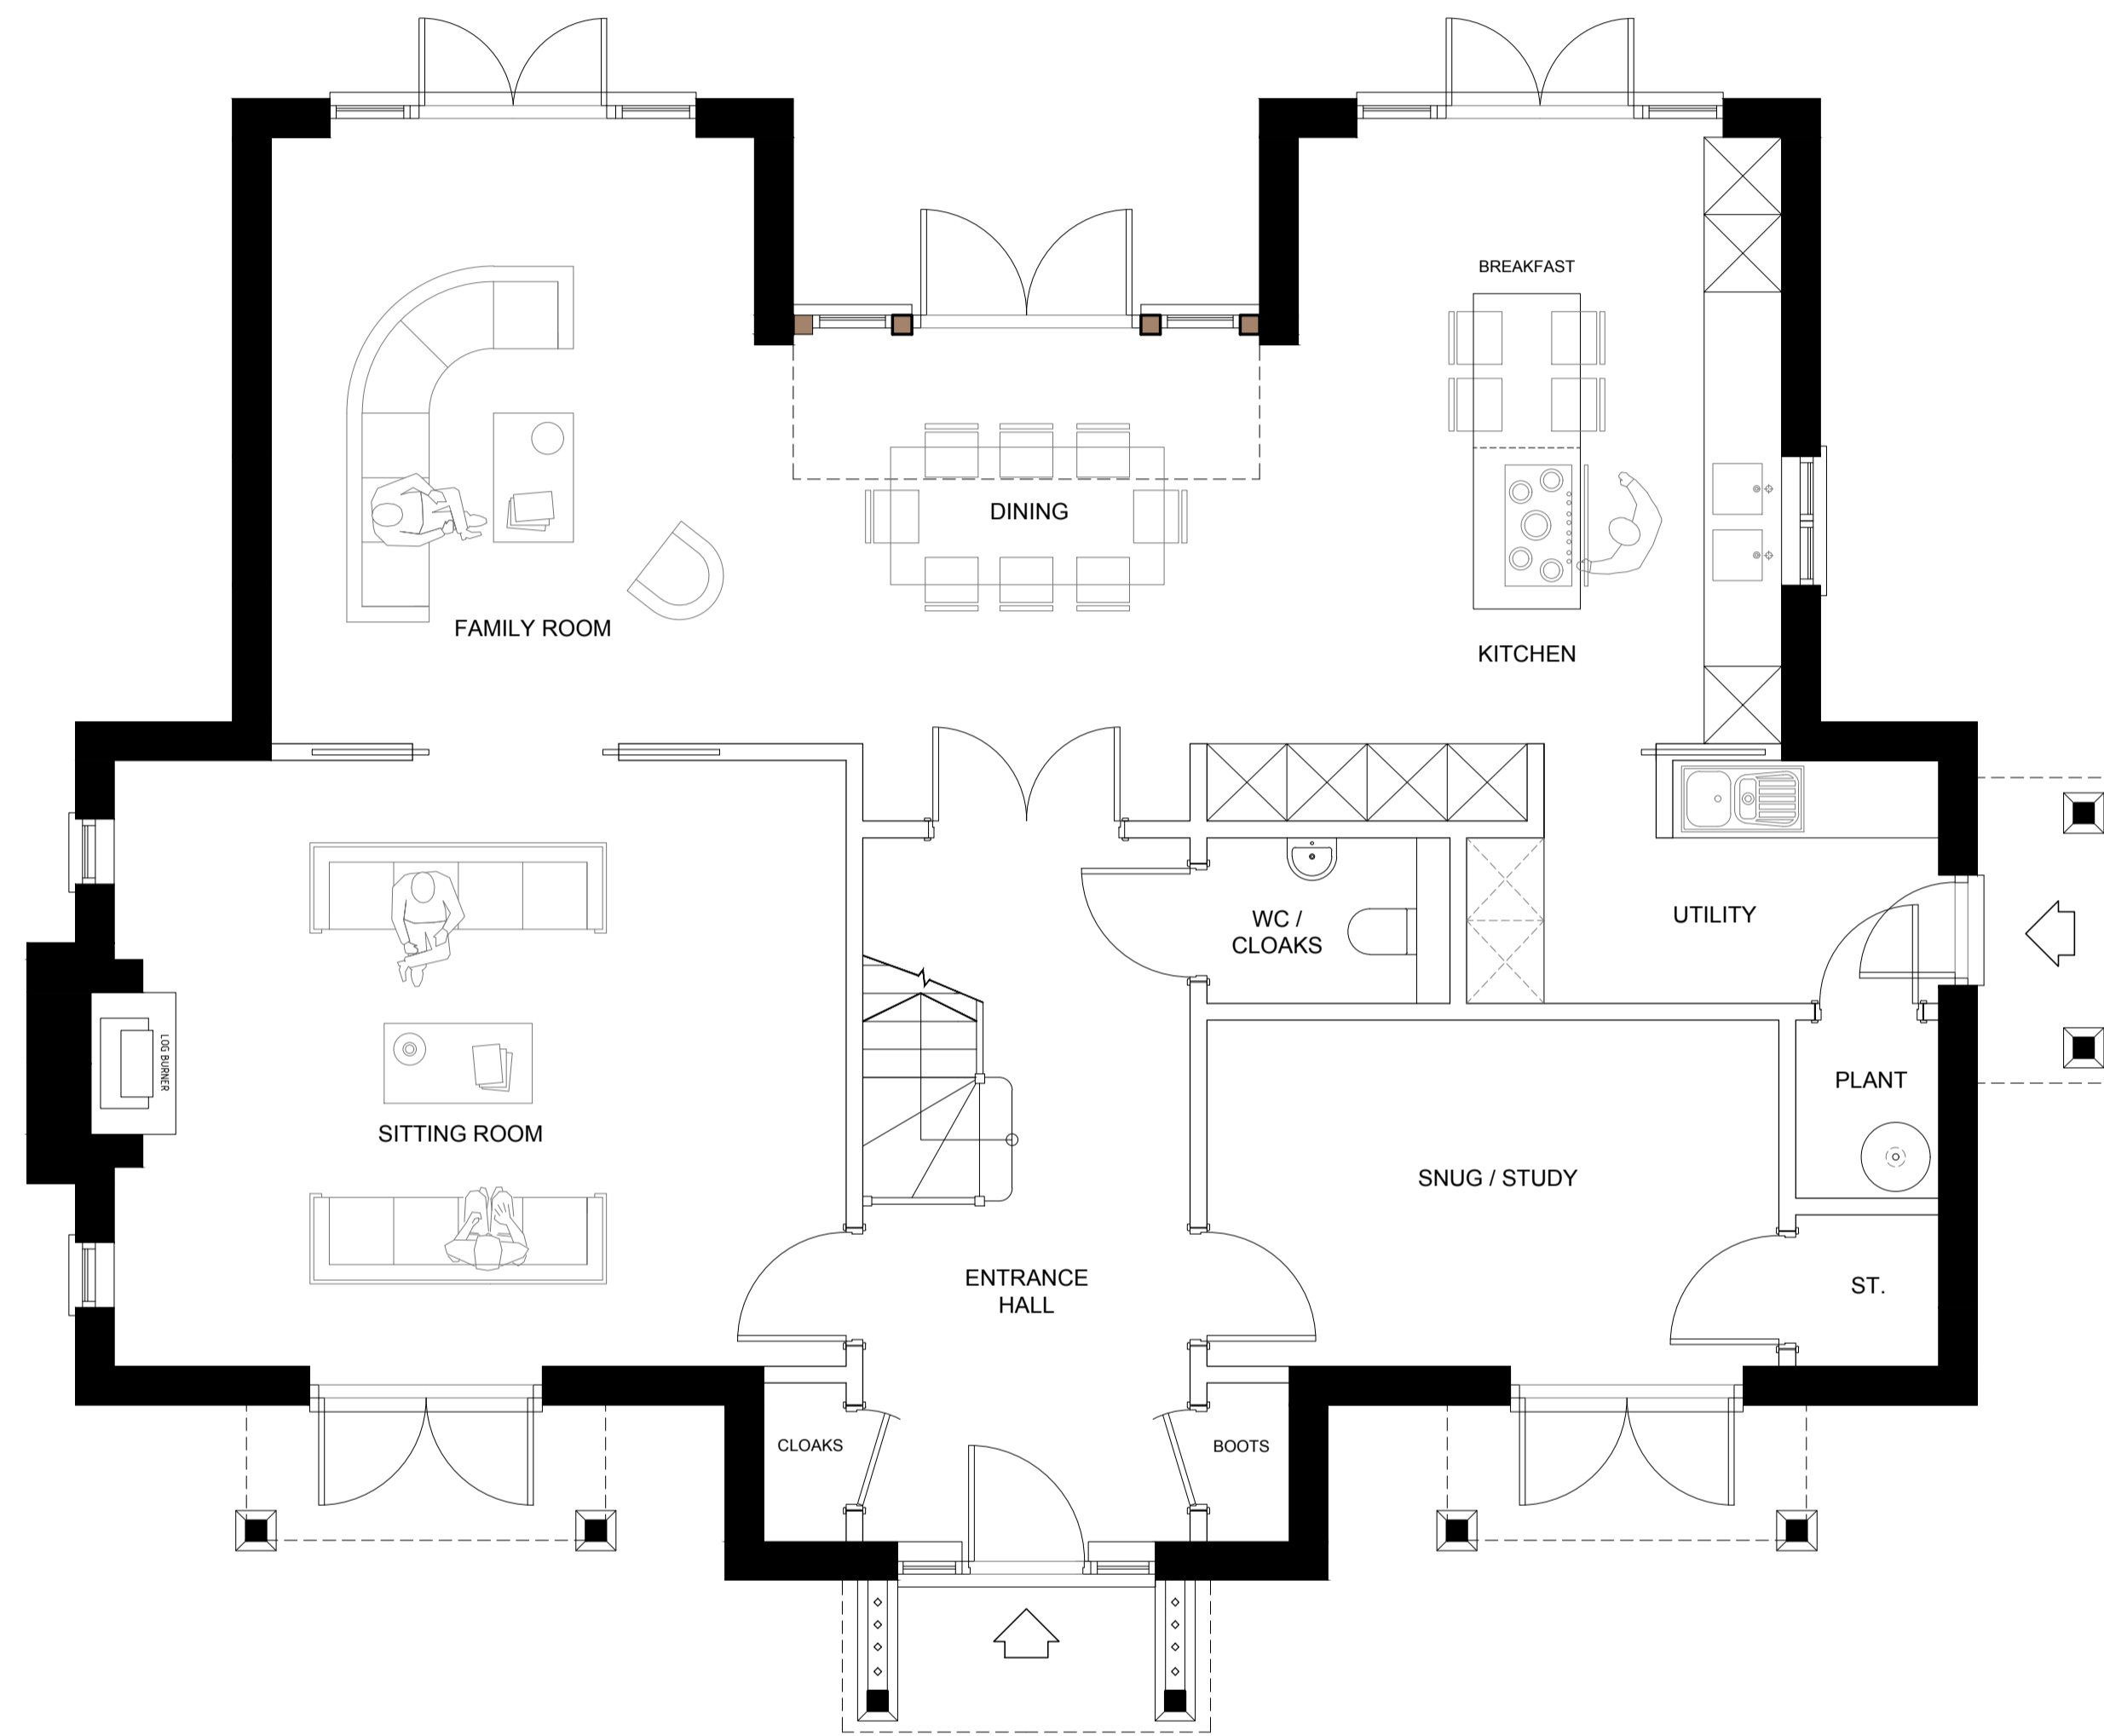 BREAKFAST
DINING
FAMILY ROOM
KITCHEN
WC /
CLOAKS
UTILITY
LOG BURNER
PLANT
SITTING ROOM
SNUG / STUDY
ENTRANCE
HALL
ST.
CLOAKS
BOOTS